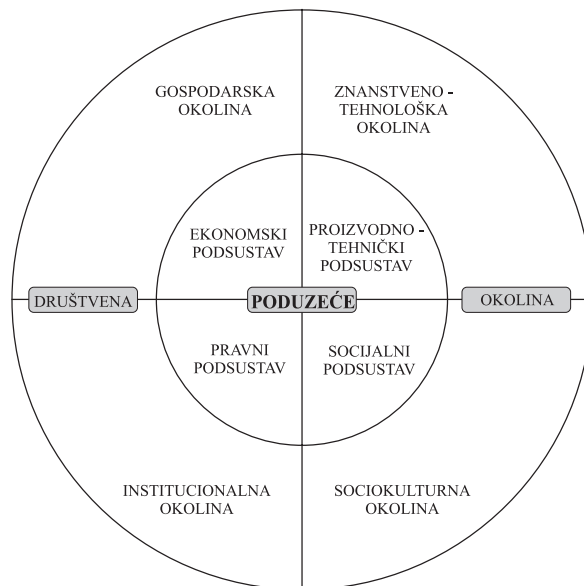 GOSPODARSKA
OKOLINA
ZNANSTVENO -
TEHNOLOŠKA
OKOLINA
EKONOMSKI
PODSUSTAV
PROIZVODNO -
TEHNIČKI
PODSUSTAV
DRUŠTVENA
PODUZEĆE
OKOLINA
PRAVNI
PODSUSTAV
SOCIJALNI
PODSUSTAV
INSTITUCIONALNA
OKOLINA
SOCIOKULTURNA
OKOLINA